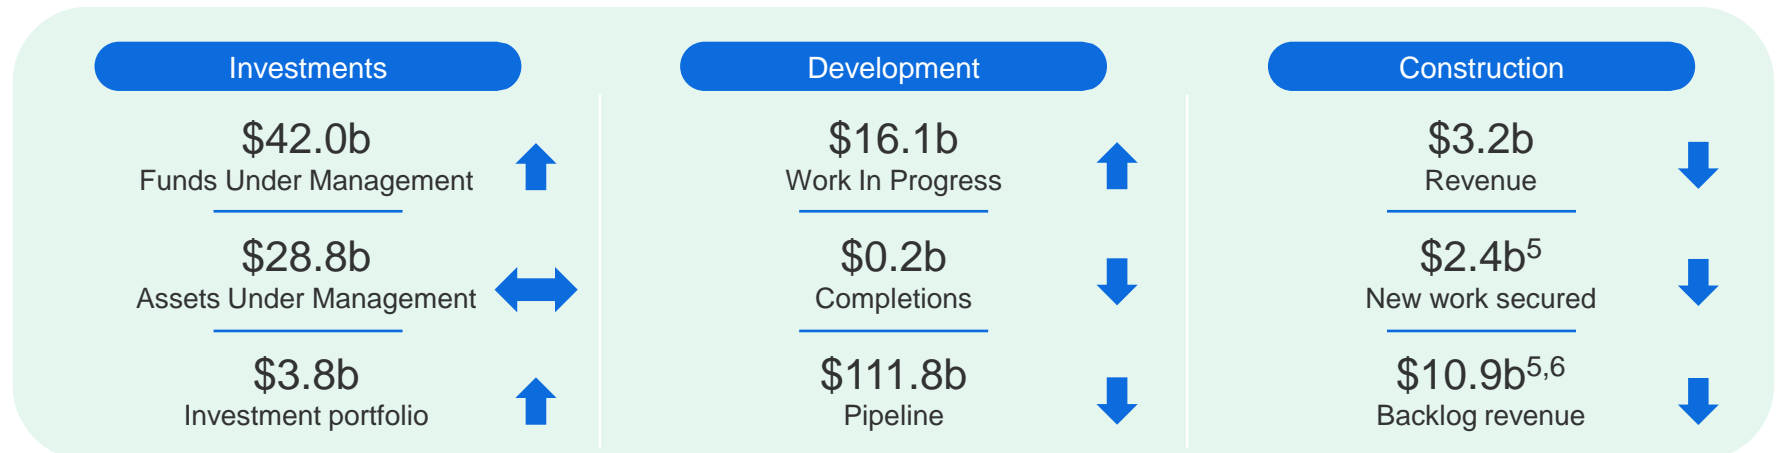 Investments
$42.0b
Funds Under Management
$28.8b
Assets Under Management
$3.8b
Investment portfolio
Development
$16.1b
Work In Progress
$0.2b
Completions
$111.8b
Pipeline
Construction
$3.2b
Revenue
$2.4b5
New work secured
$10.9b5,6
Backlog revenue